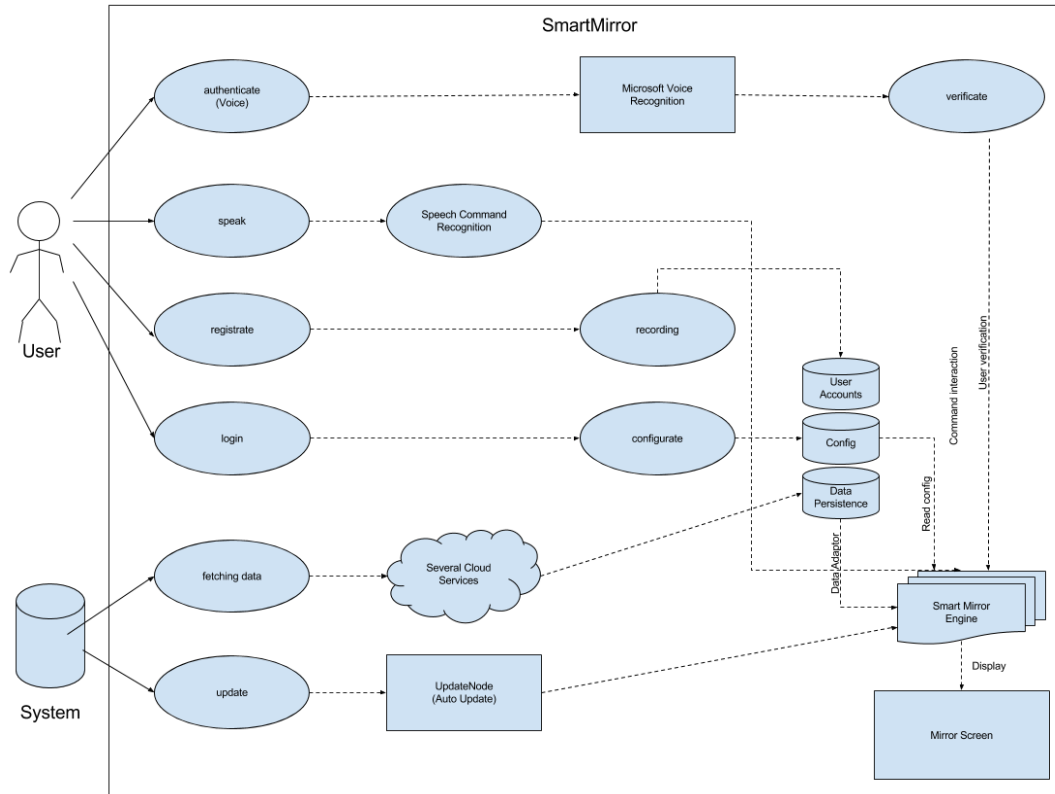 SmartMirror
authenticate
(Voice)
Microsoft Voice
Recognition
verificate
speak
Speech Command
Recognition
User
registrate
recording
User
Accounts
Command interaction
User verification
login
configurate
Config
Data
Persistence
Read config
Data Adaptor
fetching data
Several Cloud
Services
Smart Mirror
Engine
System
update
UpdateNode
(Auto Update)
Display
Mirror Screen